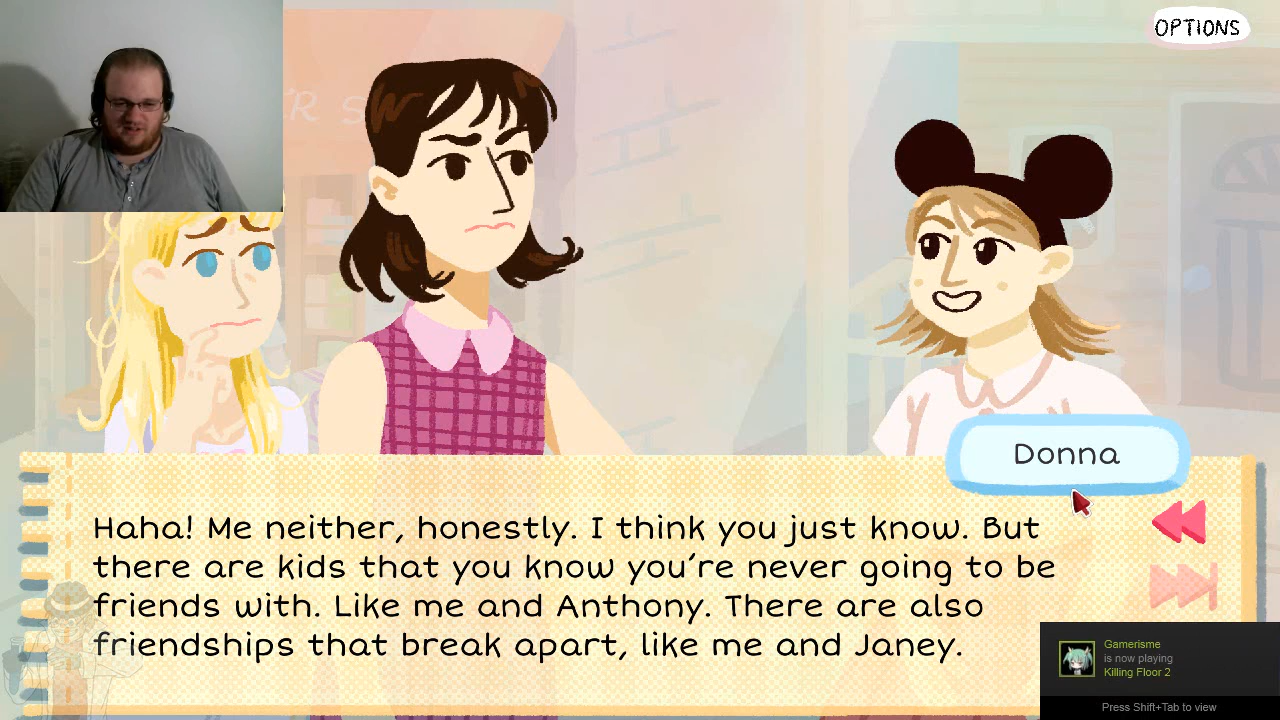 OPTIONS
R SW
Donna
Haha! Me neither, honestly. I think you just know. But
there are kids that you know you're never going to be
friends with. Like me and Anthony. There are also
friendships that break apart, like me and Janey.
Gamerisme
is now playing
Killing Floor 2
Press Shift+Tab to view